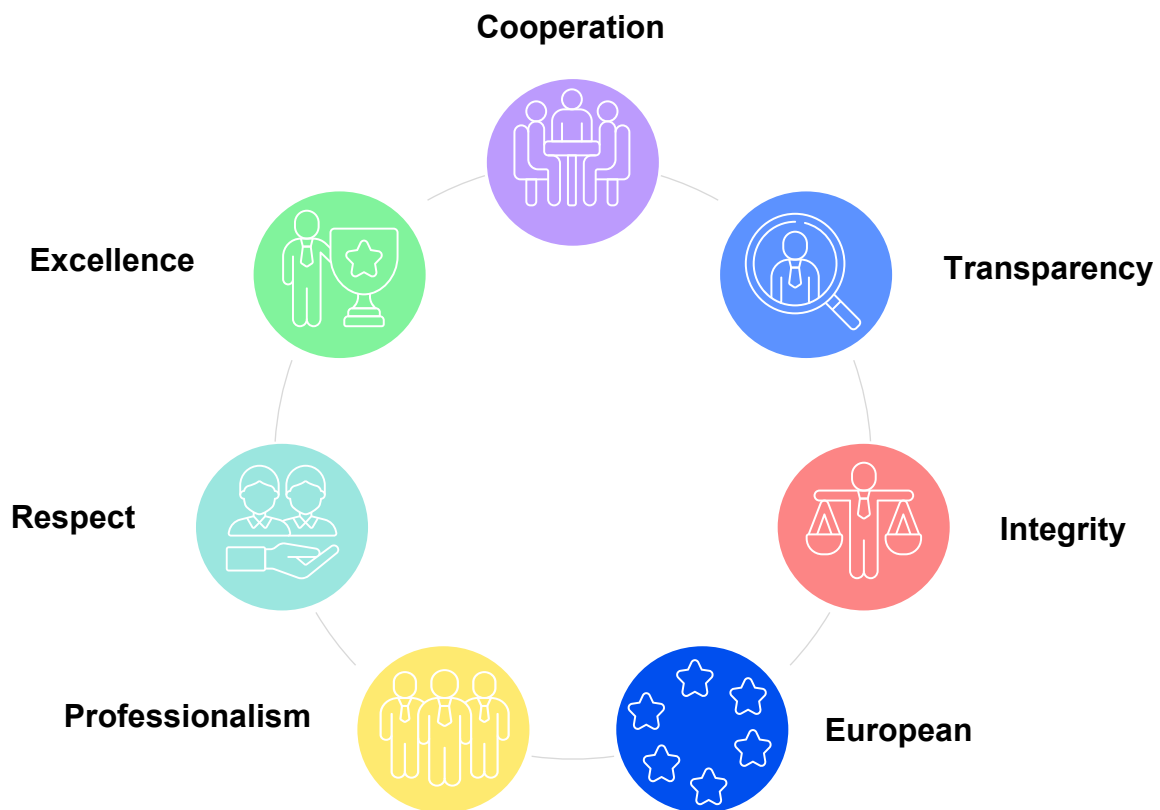 Cooperation
Transparency
Integrity
European
Professionalism
Respect
Excellence